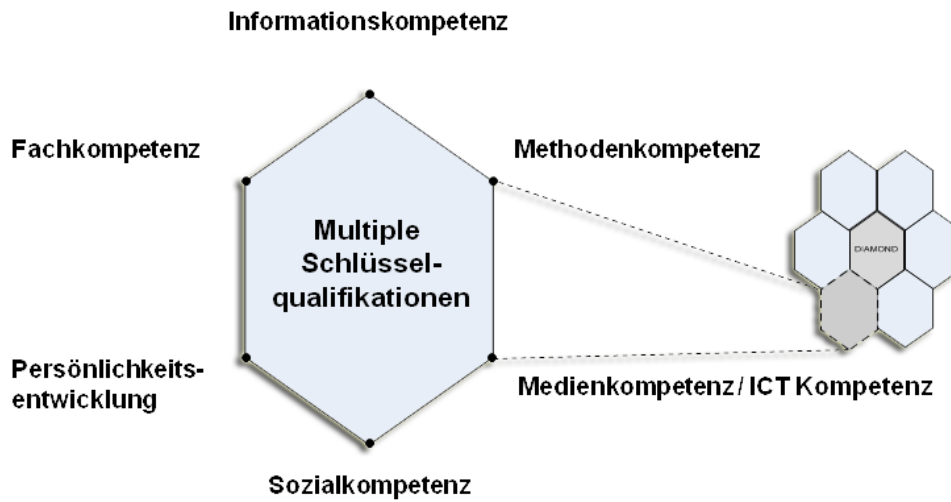 Informationskompetenz
Fachkompetenz
Methodenkompetenz
Multiple
Schlüssel-
qualifikationen
DIAMOND
Persönlichkeits-
entwicklung
Medienkompetenz / ICT Kompetenz
Sozialkompetenz